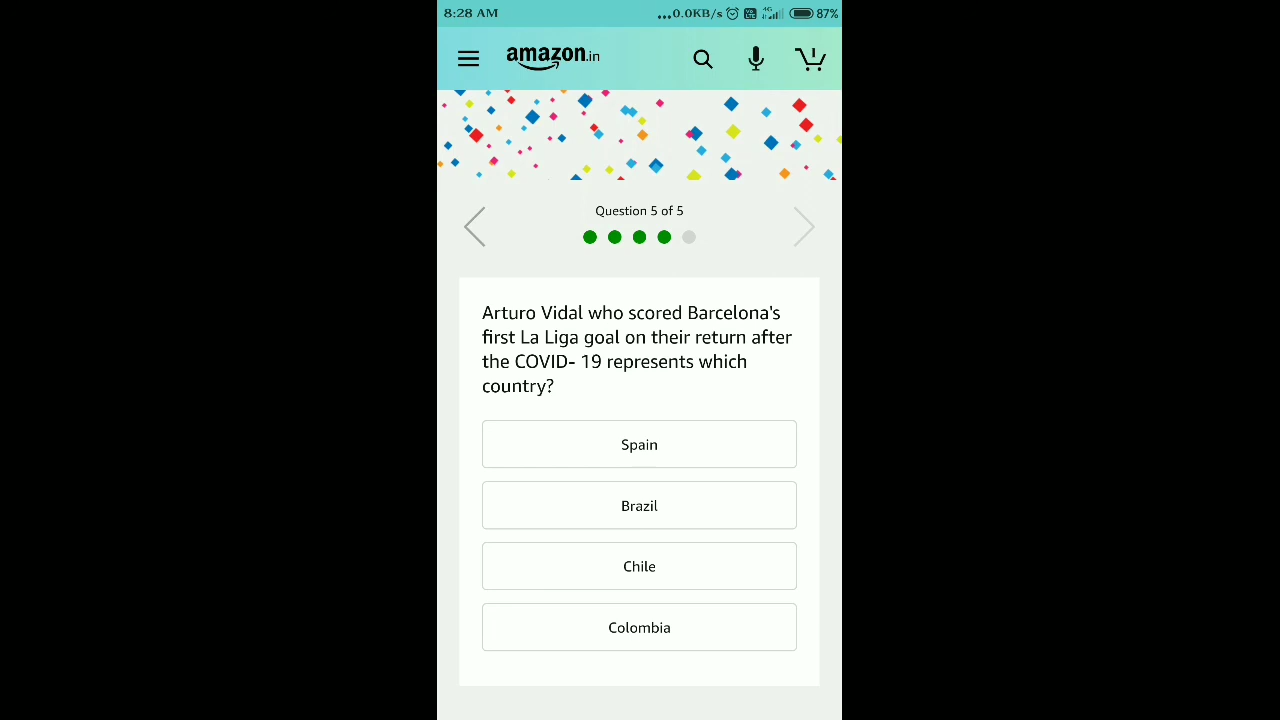 8:28 AM ...0.0KB/s 4G 87%
amazon.in
Question 5 of 5
Arturo Vidal who scored Barcelona's
first La Liga goal on their return after
the COVID- 19 represents which
country?
Spain
Brazil
Chile
Colombia